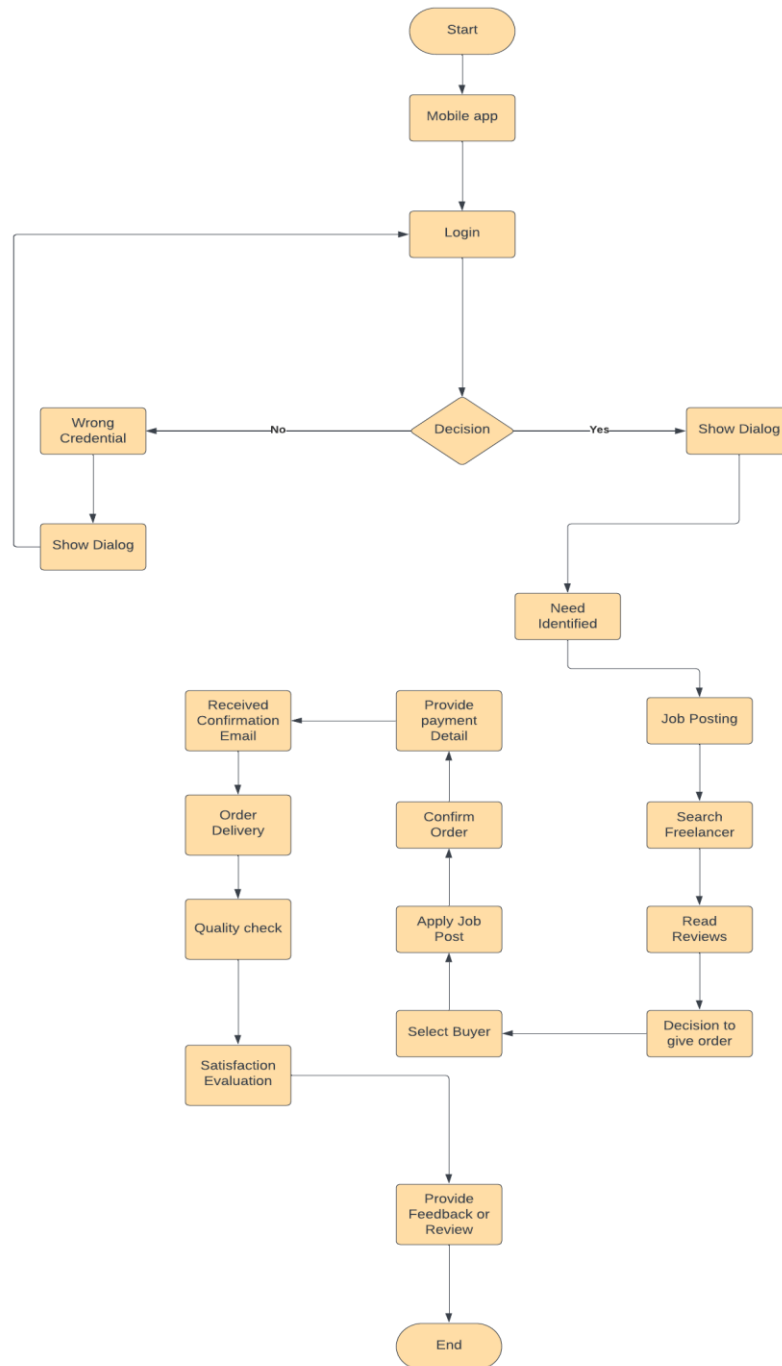 Start
Mobile app
Login
Wrong
Credential
No
Decision
Yes
Show Dialog
Show Dialog
Need
Identified
Received
Confirmation
Email
Provide
payment
Detail
Job Posting
Order
Delivery
Confirm
Order
Search
Freelancer
Quality check
Apply Job
Post
Read
Reviews
Select Buyer
Decision to
give order
Satisfaction
Evaluation
Provide
Feedback or
Review
End